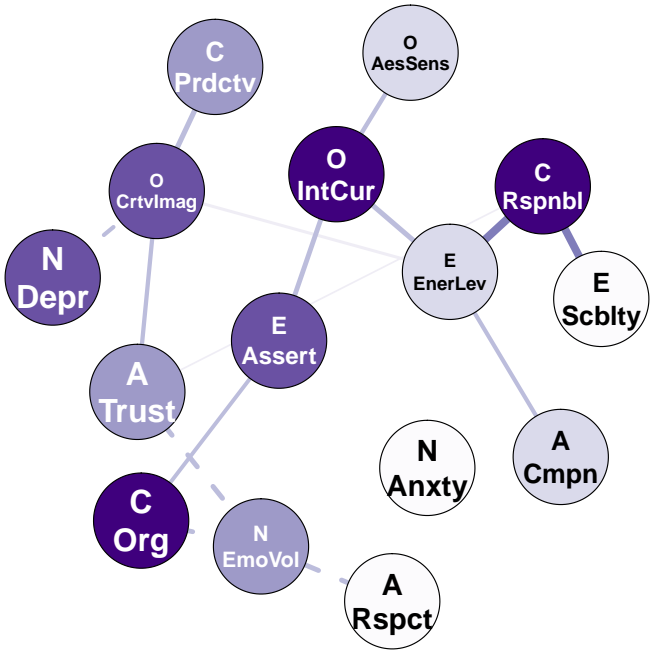 C
Prdctv
O
AesSens
O
CrtvImag
O
IntCur
C
Rspnbl
N
Depr
E
EnerLev
E
Scblty
E
Assert
A
Trust
N
Anxty
A
Cmpn
C
Org
N
EmoVol
A
Rspct